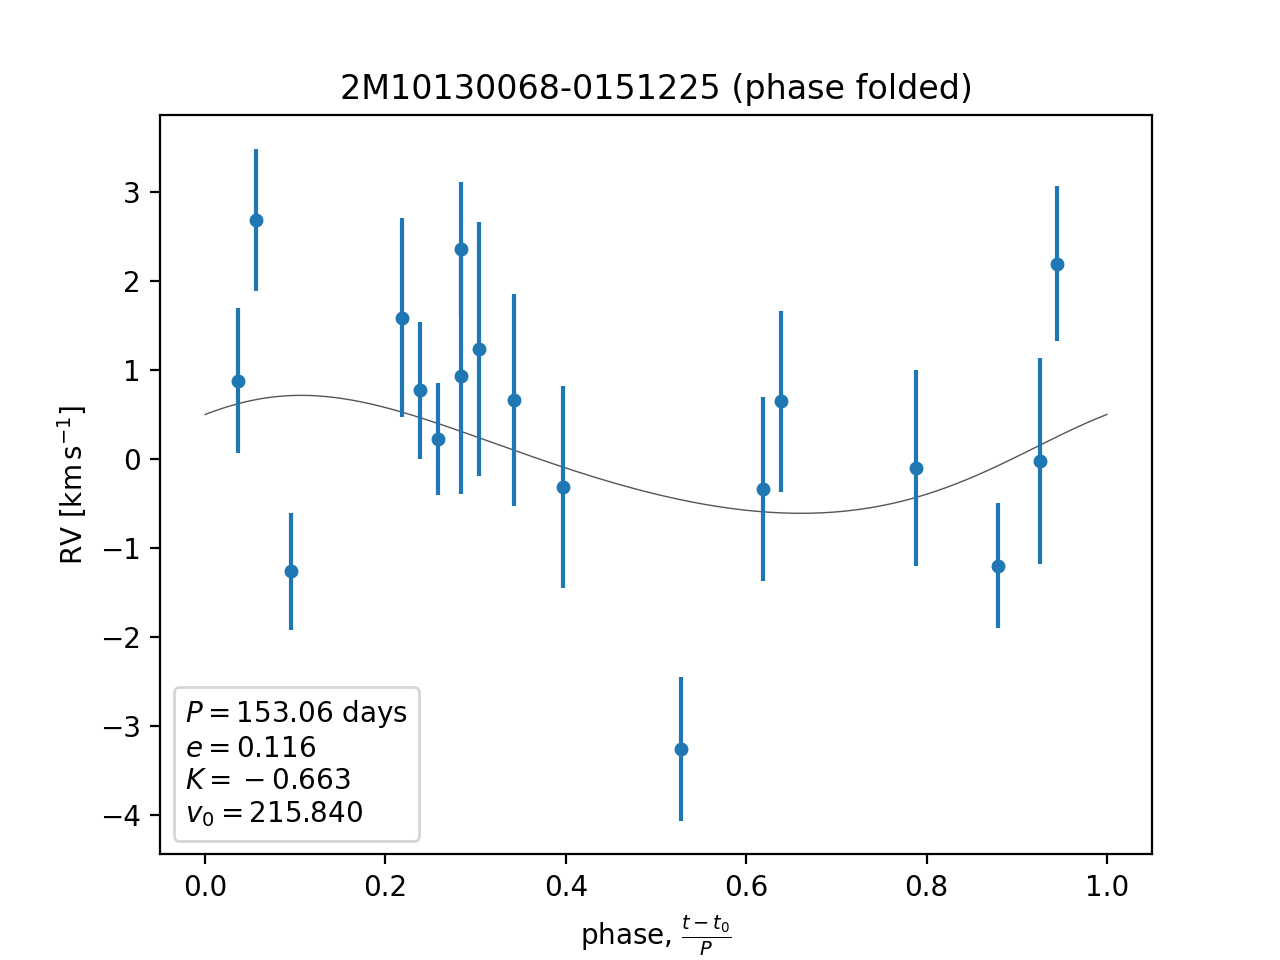 2M10130068-0151225 (phase folded)
RV [km s⁻¹]
3
2
1
0
−1
−2
−3
−4
P = 153.06 days
e = 0.116
K = −0.663
v₀ = 215.840
0.0 0.2 0.4 0.6 0.8 1.0
phase, (t − t₀)/P